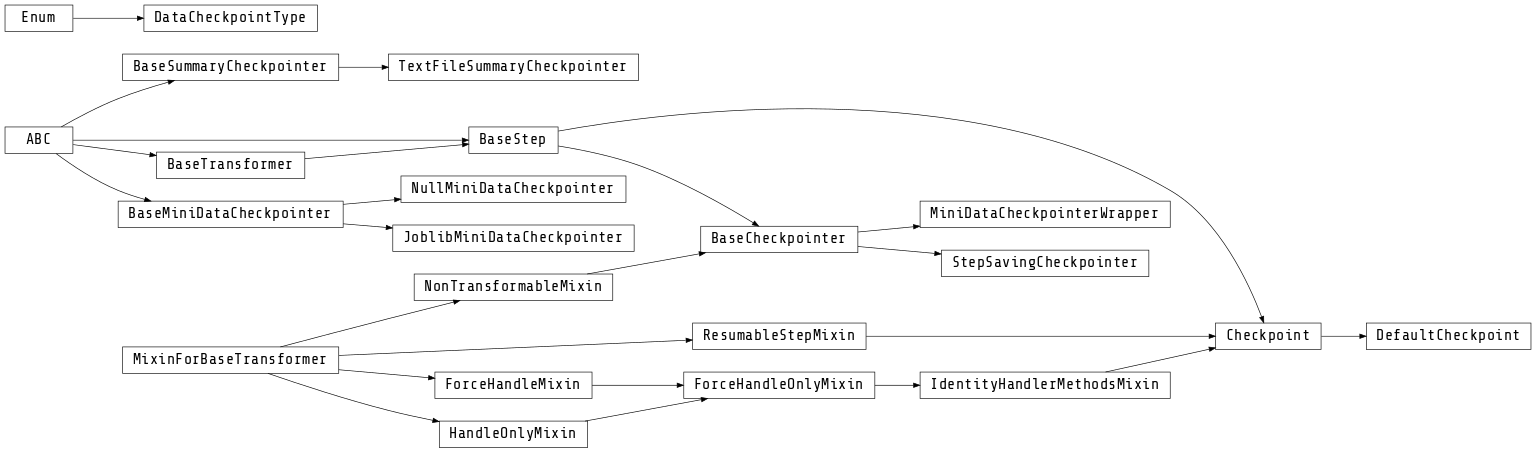 Enum
DataCheckpointType
BaseSummaryCheckpointer
TextFileSummaryCheckpointer
ABC
BaseStep
BaseTransformer
NullMiniDataCheckpointer
BaseMiniDataCheckpointer
MiniDataCheckpointerWrapper
JoblibMiniDataCheckpointer
BaseCheckpointer
StepSavingCheckpointer
NonTransformableMixin
ResumableStepMixin
Checkpoint
DefaultCheckpoint
MixinForBaseTransformer
ForceHandleMixin
ForceHandleOnlyMixin
IdentityHandlerMethodsMixin
HandleOnlyMixin